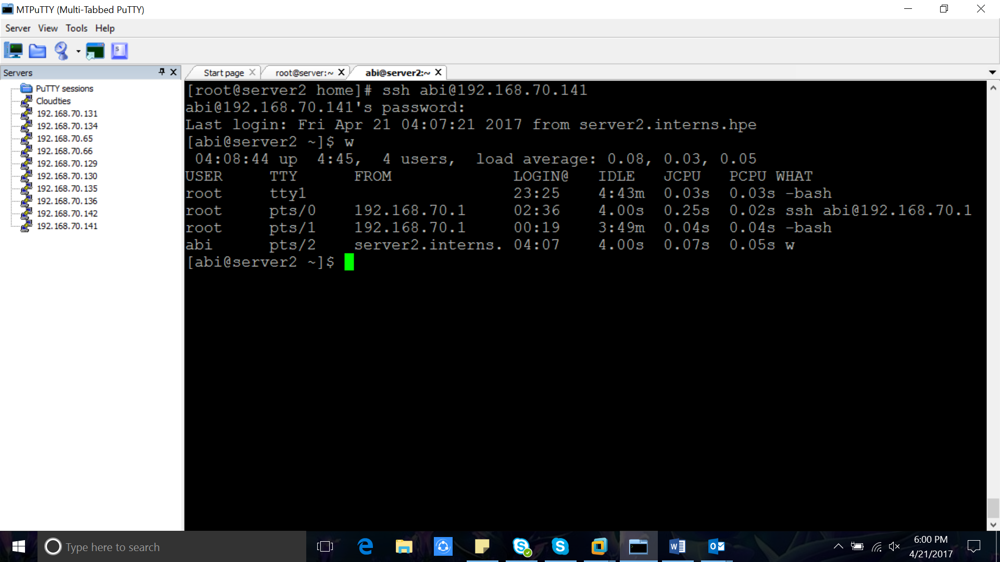 MTPuTTY (Multi-Tabbed PuTTY)
Server View Tools Help
Servers
PuTTY sessions
Cloudties
192.168.70.131
192.168.70.134
192.168.70.65
192.168.70.66
192.168.70.129
192.168.70.130
192.168.70.135
192.168.70.136
192.168.70.142
192.168.70.141
Start page root@server:~ abi@server2:~
[root@server2 home]# ssh abi@192.168.70.141
abi@192.168.70.141's password:
Last login: Fri Apr 21 04:07:21 2017 from server2.interns.hpe
[abi@server2 ~]$ w
04:08:44 up 4:45, 4 users, load average: 0.08, 0.03, 0.05
USER TTY FROM LOGIN@ IDLE JCPU PCPU WHAT
root tty1 23:25 4:43m 0.03s 0.03s -bash
root pts/0 192.168.70.1 02:36 4.00s 0.25s 0.02s ssh abi@192.168.70.1
root pts/1 192.168.70.1 00:19 3:49m 0.04s 0.04s -bash
abi pts/2 server2.interns. 04:07 4.00s 0.07s 0.05s w
[abi@server2 ~]$
Type here to search
6:00 PM
4/21/2017